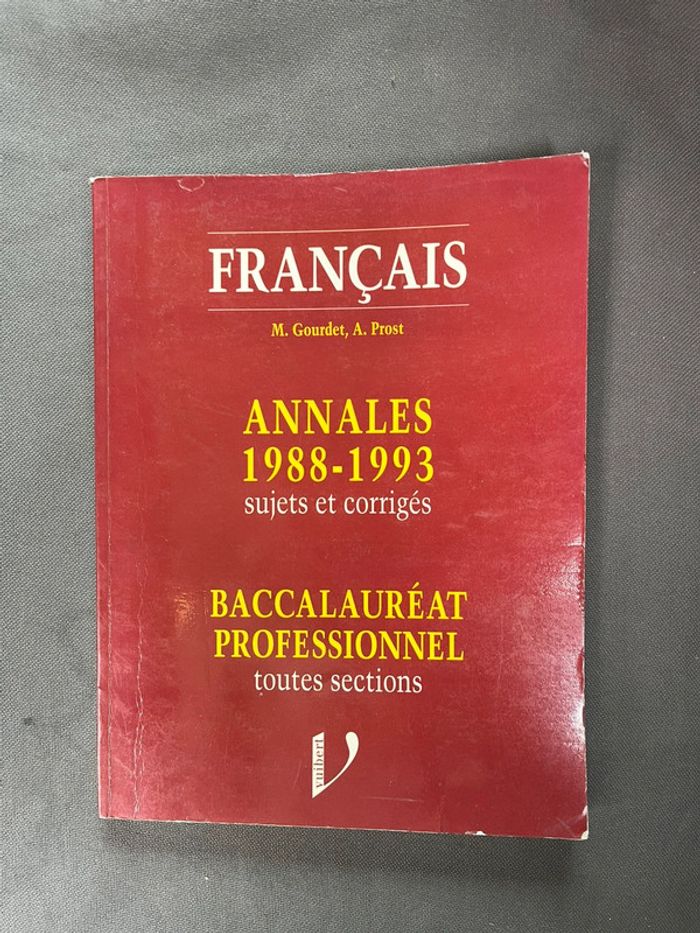 FRANÇAIS
M. Gourdet, A. Prost
ANNALES
1988-1993
sujets et corrigés
BACCALAURÉAT
PROFESSIONNEL
toutes sections
vuibert